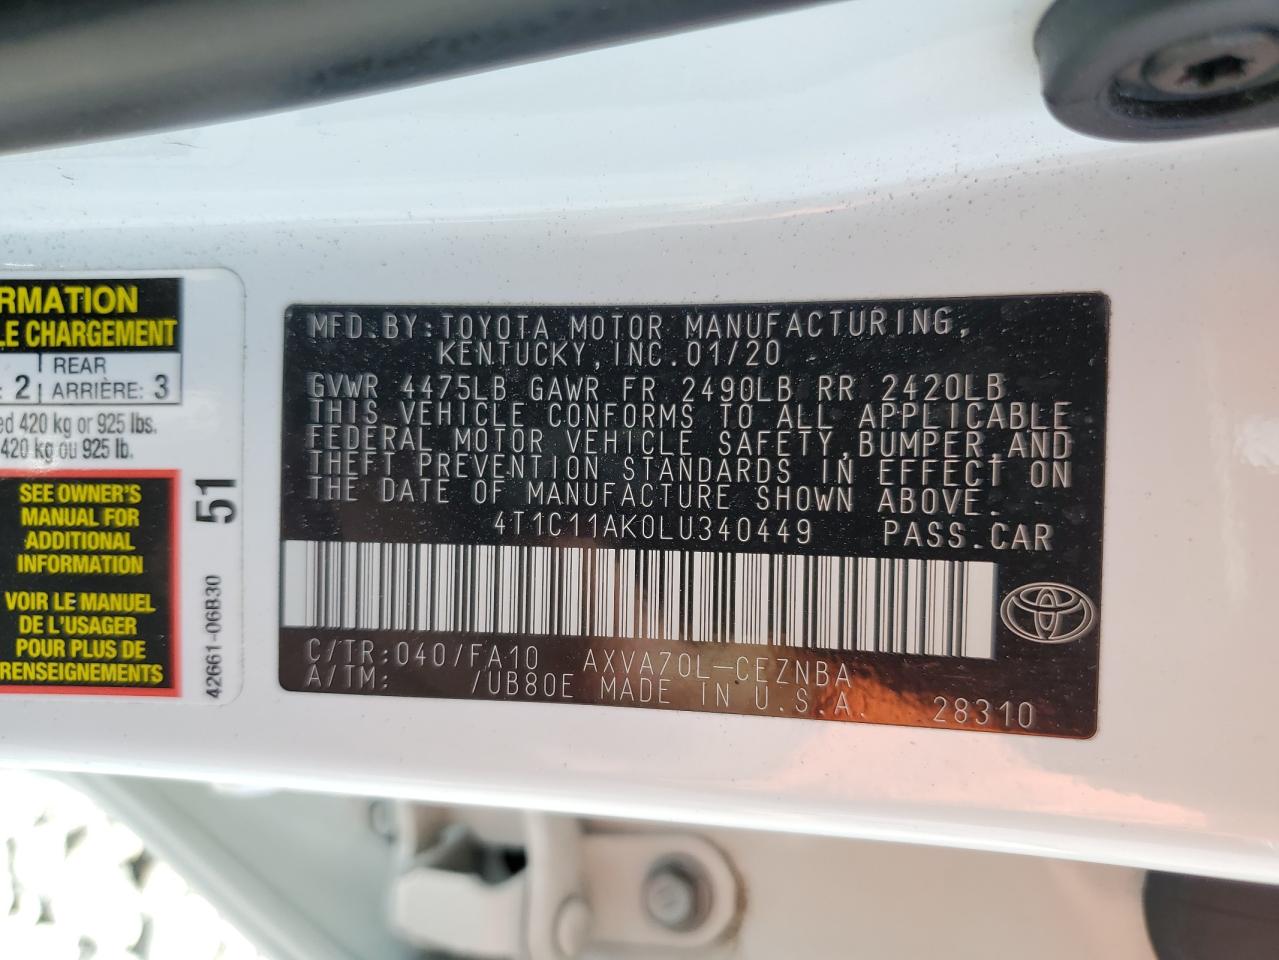 RMATION
LE CHARGEMENT
REAR
: 2 ARRIÈRE: 3
ed 420 kg or 925 lbs.
420 kg ou 925 lb.
SEE OWNER'S
MANUAL FOR
ADDITIONAL
INFORMATION
VOIR LE MANUEL
DE L'USAGER
POUR PLUS DE
RENSEIGNEMENTS
51
42661-06B30
MFD.BY:TOYOTA MOTOR MANUFACTURING,
KENTUCKY,INC.01/20
GVWR 4475LB GAWR FR 2490LB RR 2420LB
THIS VEHICLE CONFORMS TO ALL APPLICABLE
FEDERAL MOTOR VEHICLE SAFETY,BUMPER,AND
THEFT PREVENTION STANDARDS IN EFFECT ON
THE DATE OF MANUFACTURE SHOWN ABOVE.
4T1C11AK0LU340449 PASS.CAR
C/TR:040/FA10 AXVA70L-CEZNBA
A/TM: /UB80E MADE IN U.S.A. 28310